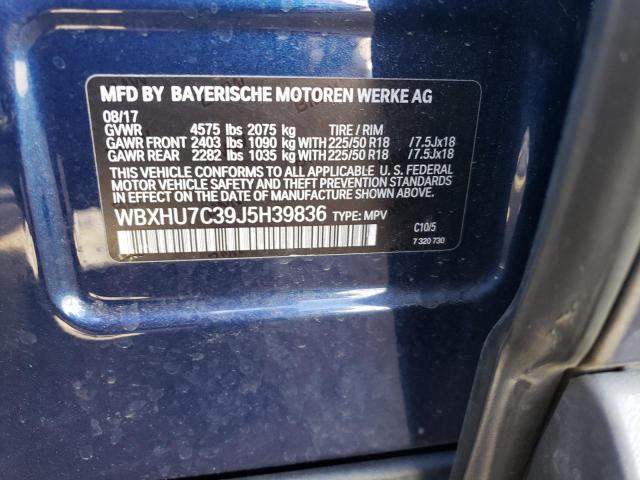 MFD BY BAYERISCHE MOTOREN WERKE AG
08/17
GVWR 4575 lbs 2075 kg TIRE / RIM
GAWR FRONT 2403 lbs 1090 kg WITH 225/50 R18 /7.5Jx18
GAWR REAR 2282 lbs 1035 kg WITH 225/50 R18 /7.5Jx18
THIS VEHICLE CONFORMS TO ALL APPLICABLE U. S. FEDERAL
MOTOR VEHICLE SAFETY, BUMPER, AND THEFT PREVENTION STANDARDS
IN EFFECT ON THE DATE OF MANUFACTURE SHOWN ABOVE.
WBXHU7C39J5H39836 TYPE: MPV
C10/5
7 320 730